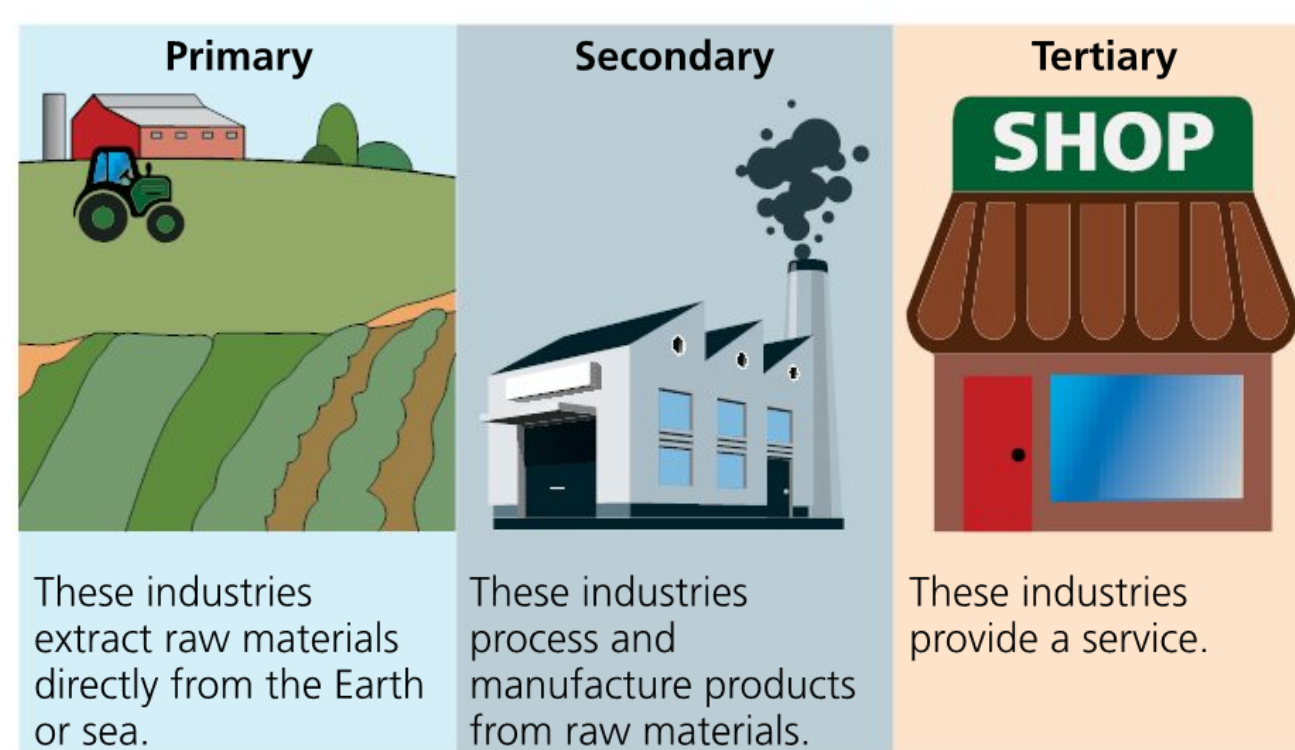 Primary
These industries
extract raw materials
directly from the Earth
or sea.
Secondary
These industries
process and
manufacture products
from raw materials.
Tertiary
SHOP
These industries
provide a service.